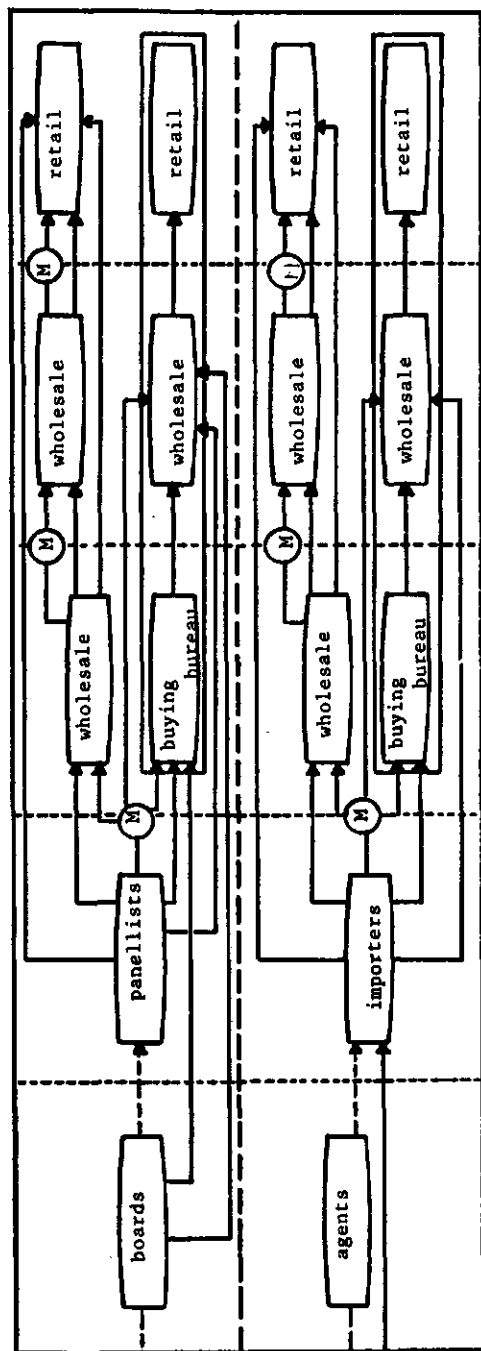 boards
panellists
M
wholesale
buying
bureau
M
wholesale
wholesale
M
retail
retail
agents
importers
M
wholesale
buying
bureau
M
wholesale
wholesale
retail
retail